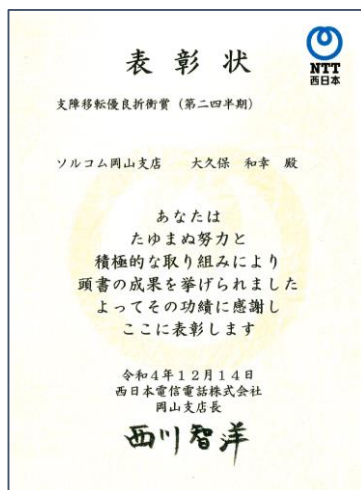 表彰状
NTT
西日本
支障移転優良折衝賞（第二四半期）
ソルコム岡山支店　大久保　和幸　殿
あなたは
たゆまぬ努力と
積極的な取り組みにより
頭書の成果を挙げられました
よってその功績に感謝し
ここに表彰します
令和4年12月14日
西日本電信電話株式会社
岡山支店長
西川智洋